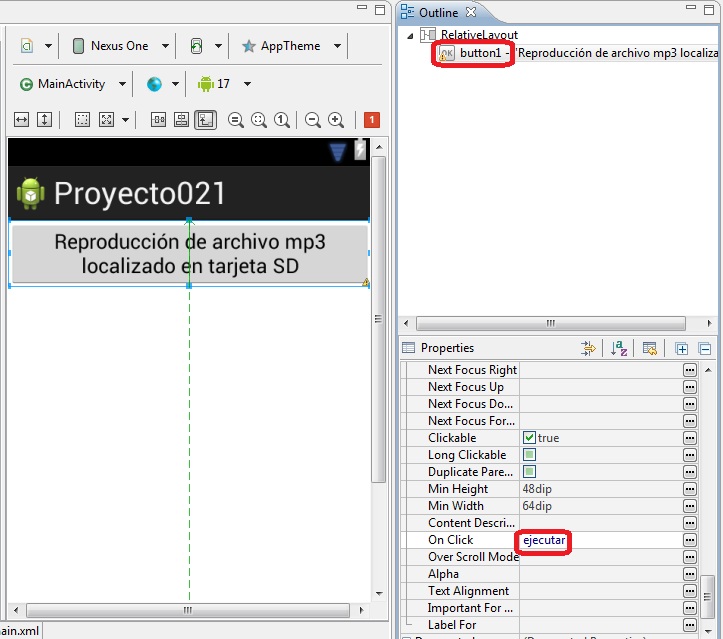 Nexus One
AppTheme
MainActivity
17
1
Proyecto021
Reproducción de archivo mp3
localizado en tarjeta SD
ain.xml
Outline
RelativeLayout
button1 - "Reproducción de archivo mp3 localiza
Properties
Next Focus Right
Next Focus Up
Next Focus Do...
Next Focus For...
Clickable true
Long Clickable
Duplicate Pare...
Min Height 48dip
Min Width 64dip
Content Descri...
On Click ejecutar
Over Scroll Mode
Alpha
Text Alignment
Important For ...
Label For